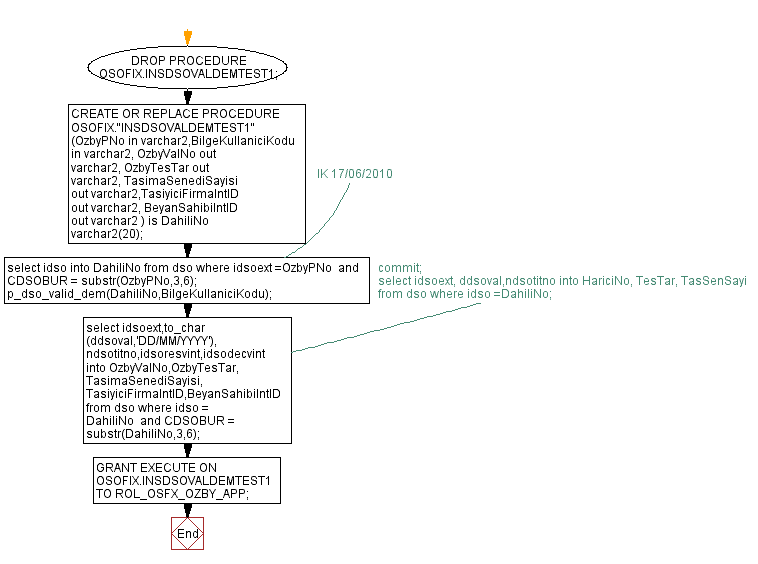 DROP PROCEDURE
OSOFIX.INSDSOVALDEMTEST1;
CREATE OR REPLACE PROCEDURE
OSOFIX."INSDSOVALDEMTEST1"
(OzbyPNo in varchar2,BilgeKullaniciKodu
in varchar2, OzbyValNo out
varchar2, OzbyTesTar out
varchar2, TasimaSenediSayisi
out varchar2,TasiyiciFirmaIntID
out varchar2, BeyanSahibiIntID
out varchar2 ) is DahiliNo
varchar2(20);
IK 17/06/2010
select idso into DahiliNo from dso where idsoext =OzbyPNo  and
CDSOBUR = substr(OzbyPNo,3,6);
p_dso_valid_dem(DahiliNo,BilgeKullaniciKodu);
commit;
select idsoext, ddsoval,ndsotitno into HariciNo, TesTar, TasSenSayi
from dso where idso =DahiliNo;
select idsoext,to_char
(ddsoval,'DD/MM/YYYY'),
ndsotitno,idsoresvint,idsodecvint
into OzbyValNo,OzbyTesTar,
TasimaSenediSayisi,
TasiyiciFirmaIntID,BeyanSahibiIntID
from dso where idso =
DahiliNo  and CDSOBUR =
substr(DahiliNo,3,6);
GRANT EXECUTE ON
OSOFIX.INSDSOVALDEMTEST1
TO ROL_OSFX_OZBY_APP;
End